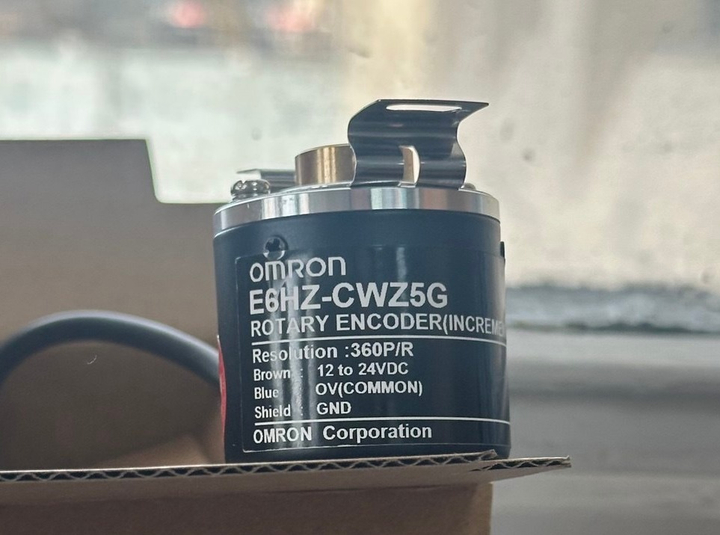 OMRON
E6HZ-CWZ5G
ROTARY ENCODER(INCREME
Resolution :360P/R
Brown : 12 to 24VDC
Blue : OV(COMMON)
Shield : GND
OMRON Corporation